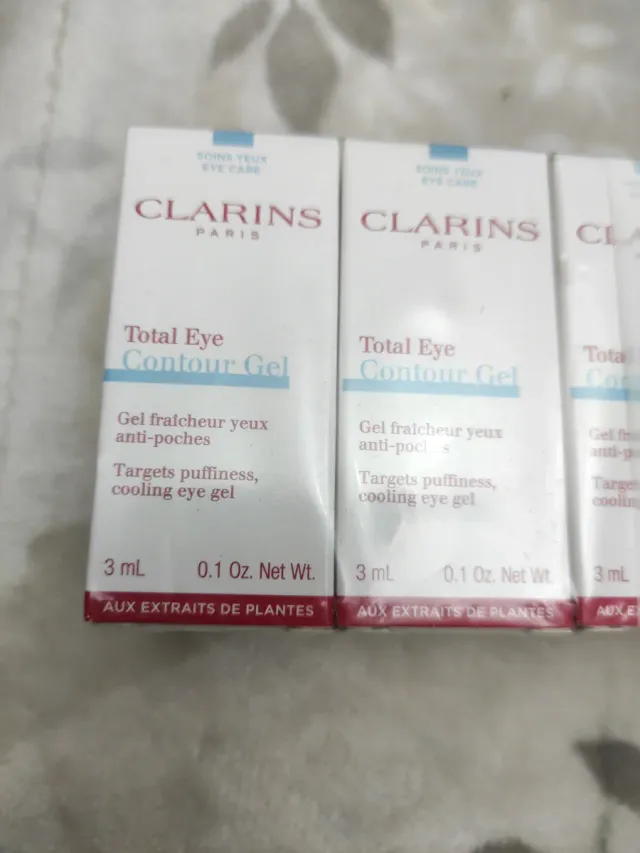 SOINS YEUX
EYE CARE
CLARINS
PARIS
Total Eye
Contour Gel
Gel fraîcheur yeux
anti-poches
Targets puffiness,
cooling eye gel
3 mL 0.1 Oz. Net Wt.
AUX EXTRAITS DE PLANTES
SOINS YEUX
EYE CARE
CLARINS
PARIS
Total Eye
Contour Gel
Gel fraîcheur yeux
Targets puffiness,
cooling eye gel
3 mL 0.1 Oz. Net Wt.
AUX EXTRAITS DE PLANTES
3 mL
AUX